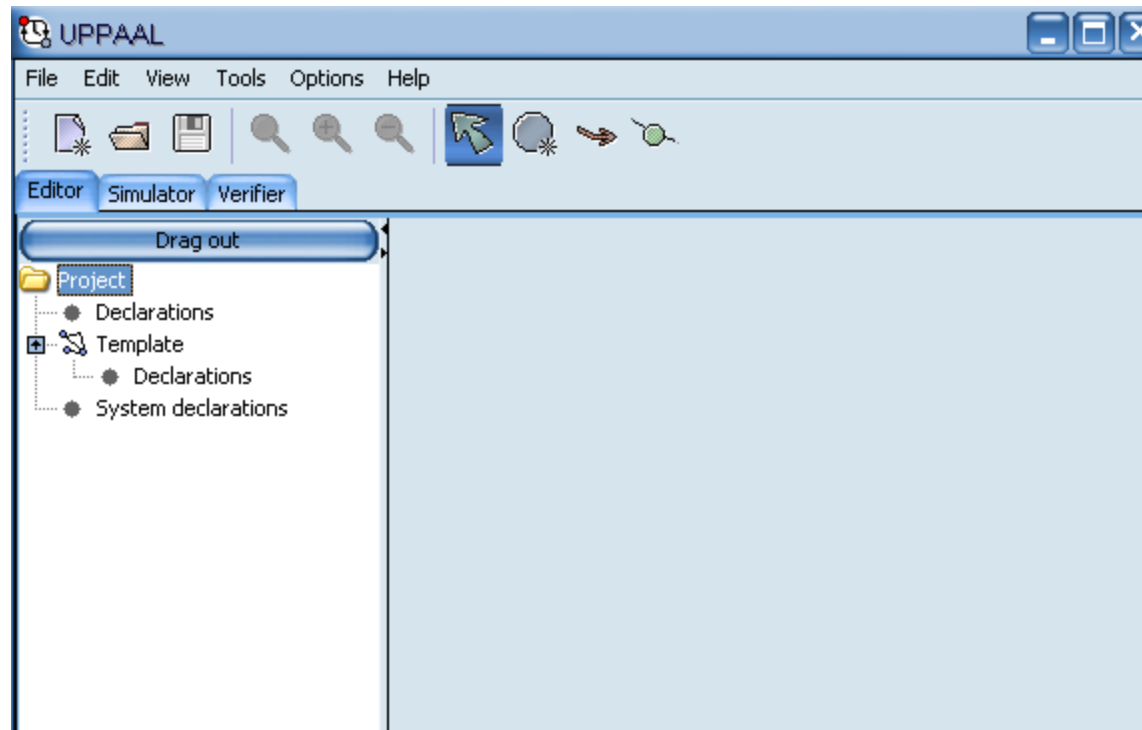 UPPAAL
File Edit View Tools Options Help
Editor Simulator Verifier
Drag out
Project
Declarations
Template
Declarations
System declarations